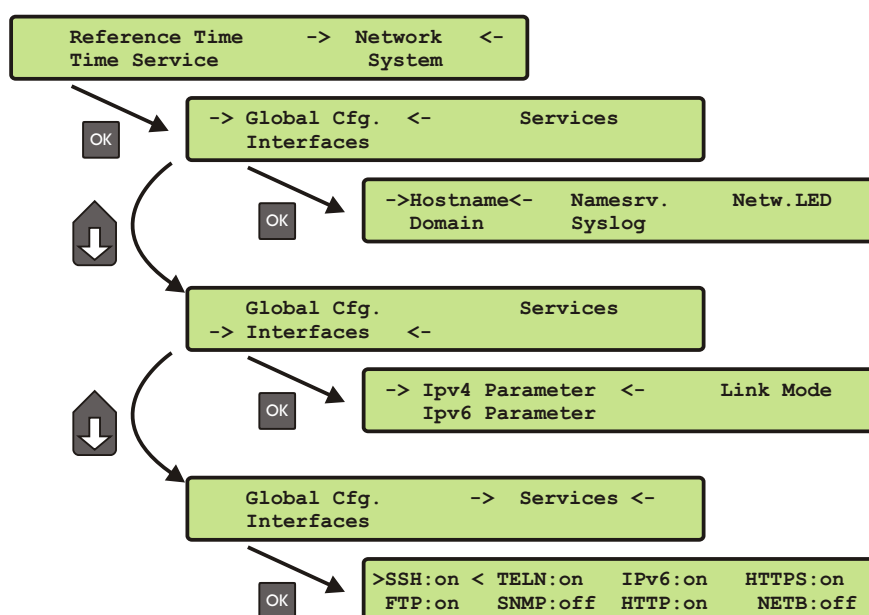 Reference Time -> Network <-
Time Service System
OK
-> Global Cfg. <- Services
Interfaces
OK
->Hostname<- Namesrv. Netw.LED
Domain Syslog
Global Cfg. Services
-> Interfaces <-
OK
-> Ipv4 Parameter <- Link Mode
Ipv6 Parameter
Global Cfg. -> Services <-
Interfaces
OK
>SSH:on < TELN:on IPv6:on HTTPS:on
FTP:on SNMP:off HTTP:on NETB:off